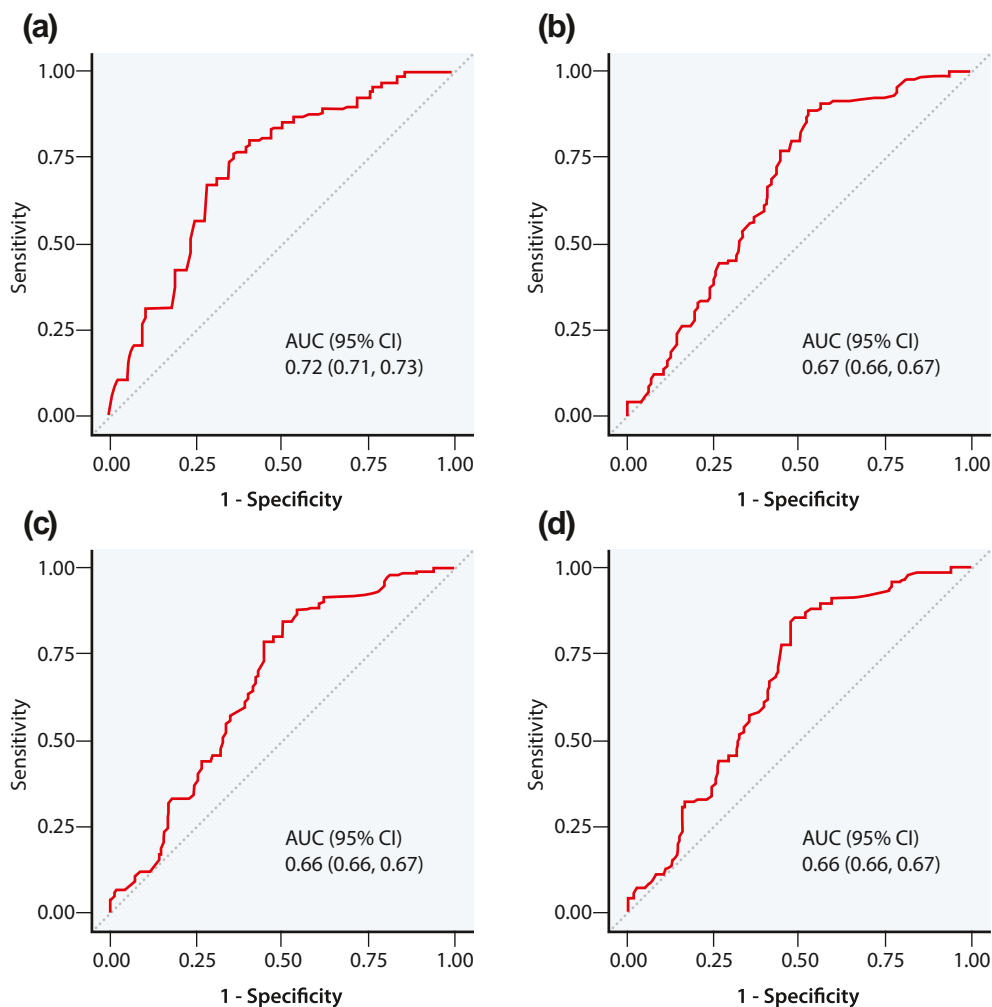 (a)
1.00
0.75
0.50
0.25
0.00
Sensitivity
AUC (95% CI)
0.72 (0.71, 0.73)
0.00 0.25 0.50 0.75 1.00
1 - Specificity
(b)
1.00
0.75
0.50
0.25
0.00
Sensitivity
AUC (95% CI)
0.67 (0.66, 0.67)
0.00 0.25 0.50 0.75 1.00
1 - Specificity
(c)
1.00
0.75
0.50
0.25
0.00
Sensitivity
AUC (95% CI)
0.66 (0.66, 0.67)
0.00 0.25 0.50 0.75 1.00
1 - Specificity
(d)
1.00
0.75
0.50
0.25
0.00
Sensitivity
AUC (95% CI)
0.66 (0.66, 0.67)
0.00 0.25 0.50 0.75 1.00
1 - Specificity